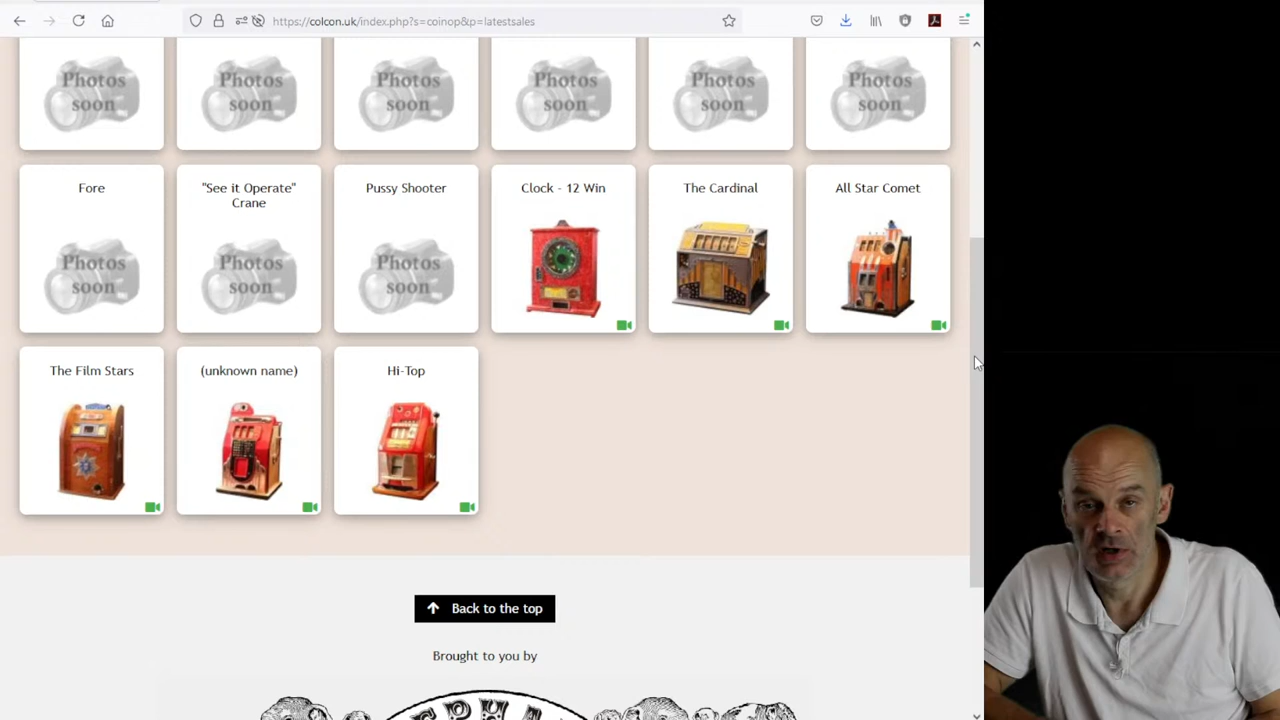 https://colcon.uk/index.php?s=coinop&p=latestsales
Photos soon
Photos soon
Photos soon
Photos soon
Photos soon
Photos soon
Fore
"See it Operate"
Crane
Pussy Shooter
Clock - 12 Win
The Cardinal
All Star Comet
Photos soon
Photos soon
Photos soon
The Film Stars
(unknown name)
Hi-Top
Back to the top
Brought to you by